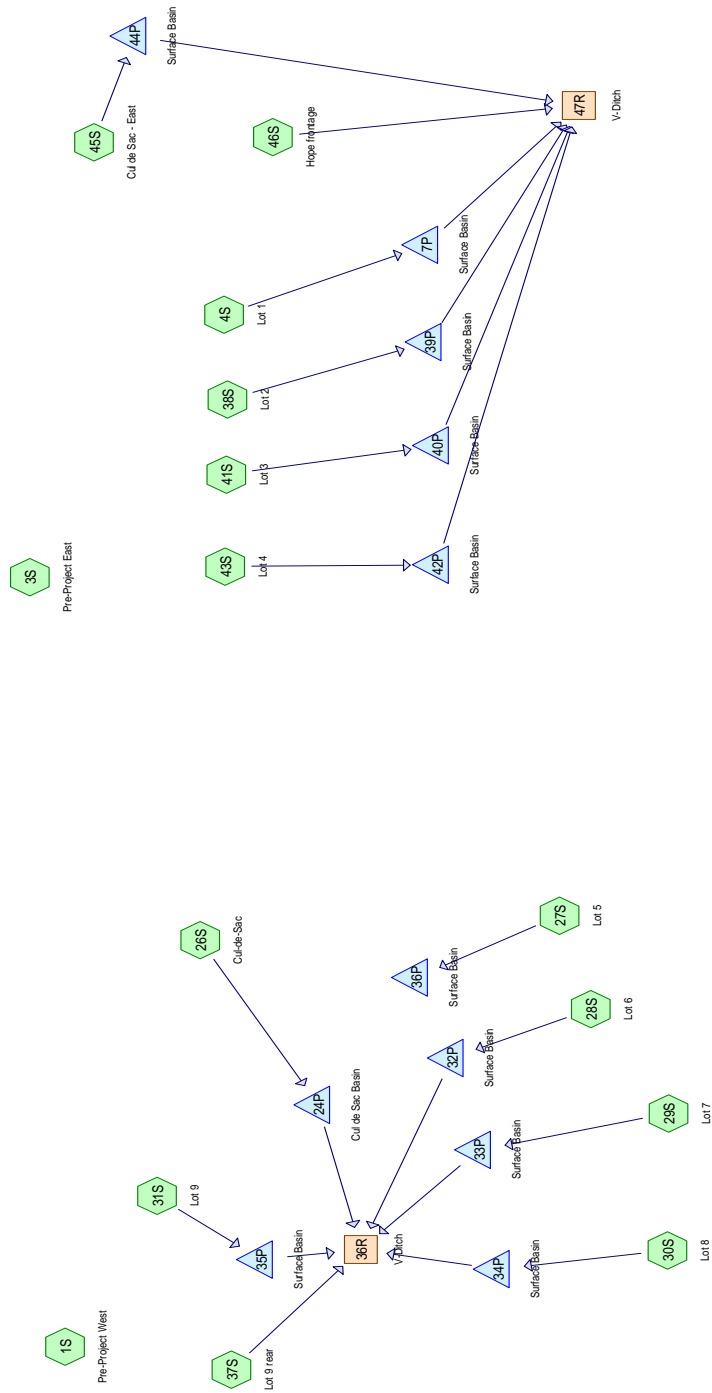 44P
Surface Basin
45S
Cul de Sac - East
46S
Hope frontage
47R
V-Ditch
4S
Lot 1
7P
Surface Basin
38S
Lot 2
39P
Surface Basin
41S
Lot 3
40P
Surface Basin
43S
Lot 4
42P
Surface Basin
3S
Pre-Project East
26S
Cul-de-Sac
24P
Cul de Sac Basin
36P
Surface Basin
27S
Lot 5
32P
Surface Basin
28S
Lot 6
33P
Surface Basin
29S
Lot 7
31S
Lot 9
35P
Surface Basin
36R
V-Ditch
34P
Surface Basin
30S
Lot 8
37S
Lot 9 rear
1S
Pre-Project West